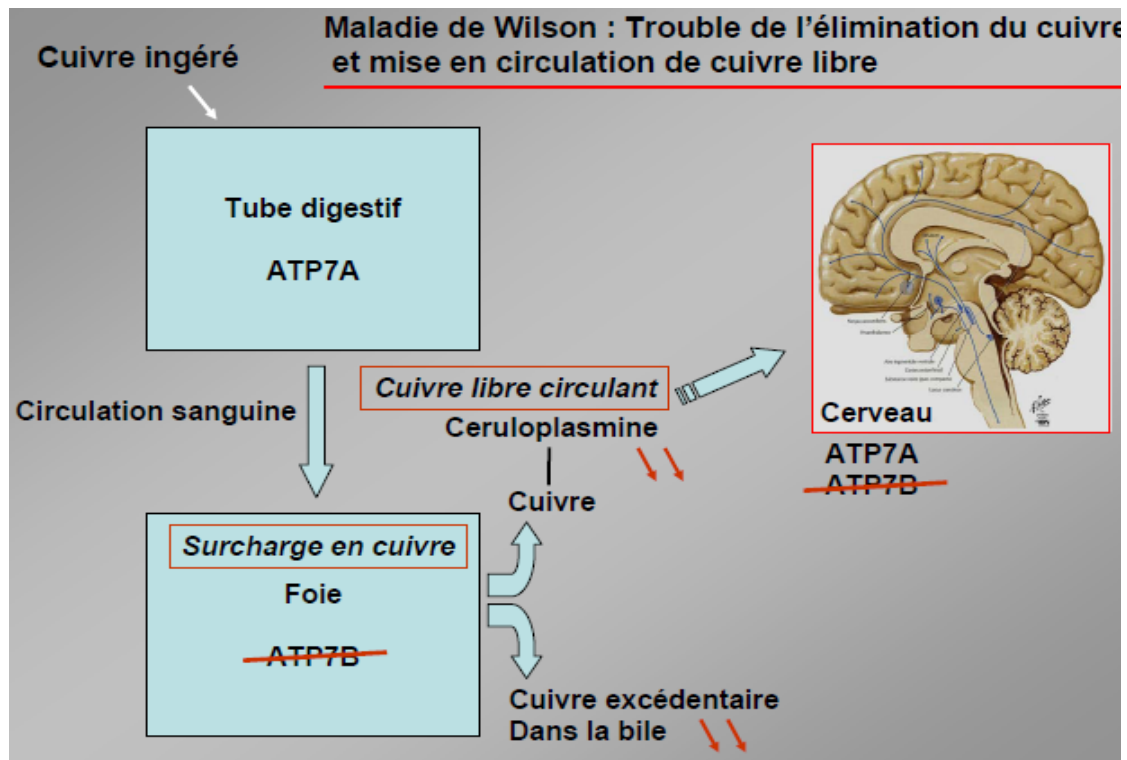 Maladie de Wilson : Trouble de l'élimination du cuivre
et mise en circulation de cuivre libre
Cuivre ingéré
Tube digestif
ATP7A
Circulation sanguine
Cuivre libre circulant
Ceruloplasmine
Cuivre
Cerveau
ATP7A
ATP7B
Surcharge en cuivre
Foie
ATP7B
Cuivre excédentaire
Dans la bile